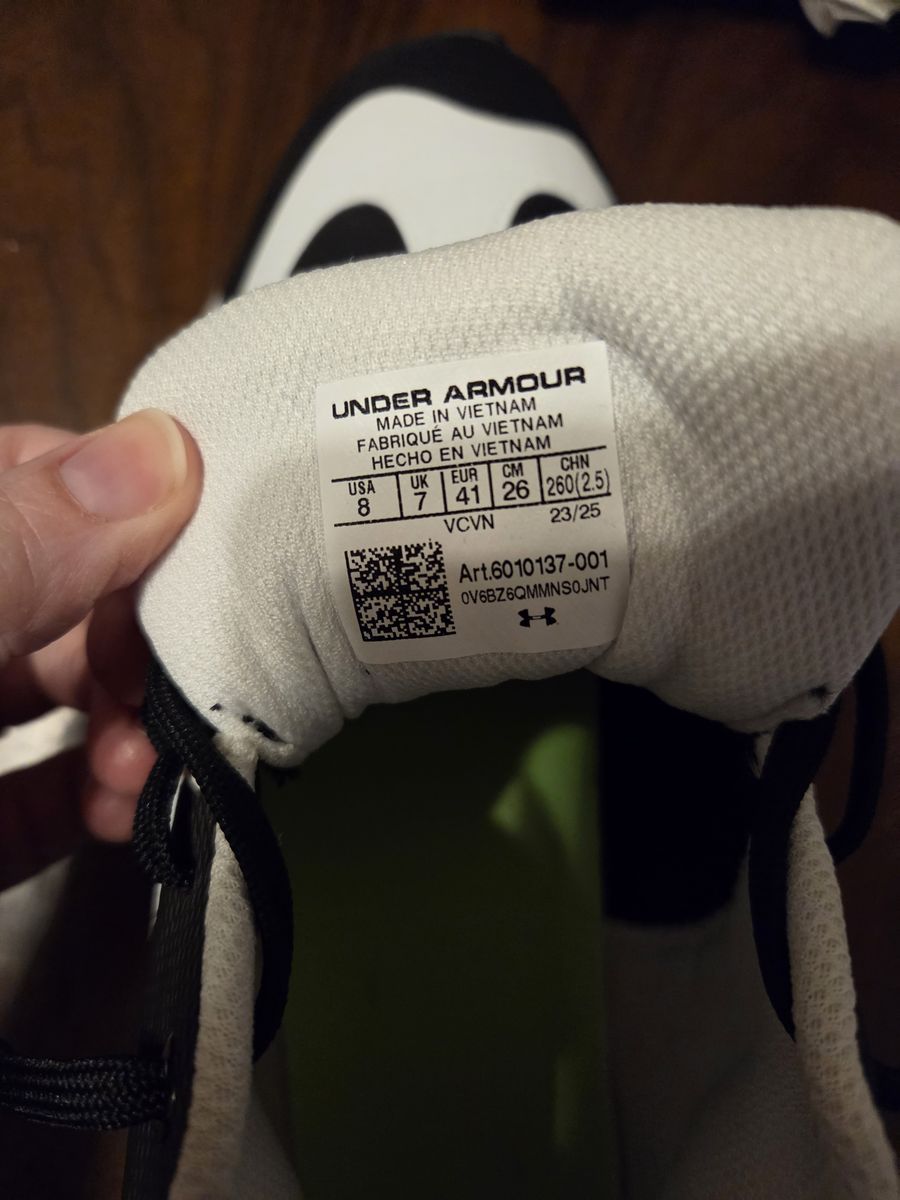 UNDER ARMOUR
MADE IN VIETNAM
FABRIQUÉ AU VIETNAM
HECHO EN VIETNAM
USA UK EUR CM CHN
8 7 41 26 260(2.5)
VCVN 23/25
Art.6010137-001
0V6BZ6QMMNS0JNT